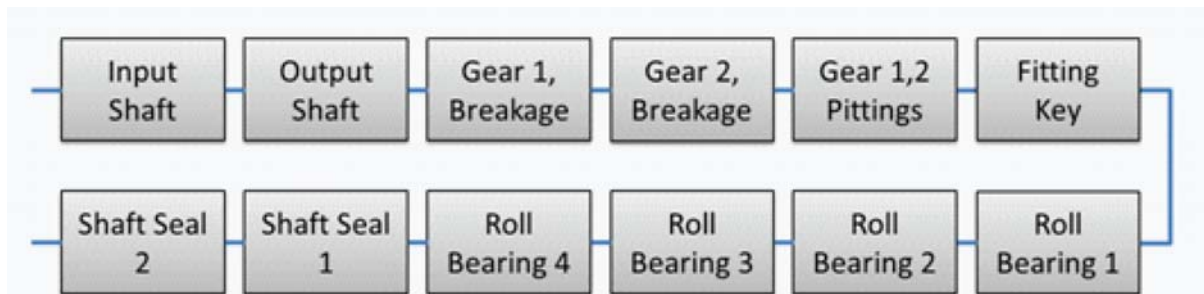 Input
Shaft
Output
Shaft
Gear 1,
Breakage
Gear 2,
Breakage
Gear 1,2
Pittings
Fitting
Key
Shaft Seal
2
Shaft Seal
1
Roll
Bearing 4
Roll
Bearing 3
Roll
Bearing 2
Roll
Bearing 1